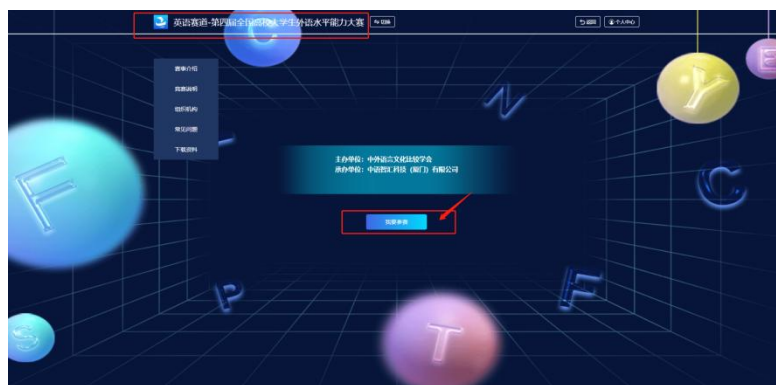 英语赛道-第四届全国高校大学生外语水平能力大赛 切换
返回 个人中心
赛事介绍
竞赛说明
组织机构
常见问题
下载资料
主办单位：中外语言文化比较学会
承办单位：中语智汇科技（厦门）有限公司
我要参赛
F
N
Y
E
C
P
F
T
S